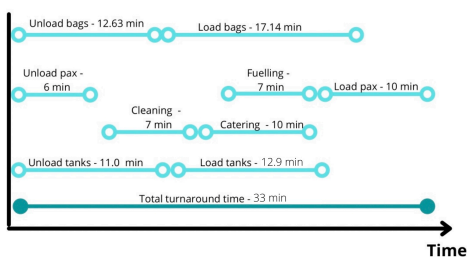 Unload bags - 12.63 min
Load bags - 17.14 min
Unload pax -
6 min
Fuelling -
7 min
Load pax - 10 min
Cleaning -
7 min
Catering - 10 min
Unload tanks - 11.0 min
Load tanks - 12.9 min
Total turnaround time - 33 min
Time